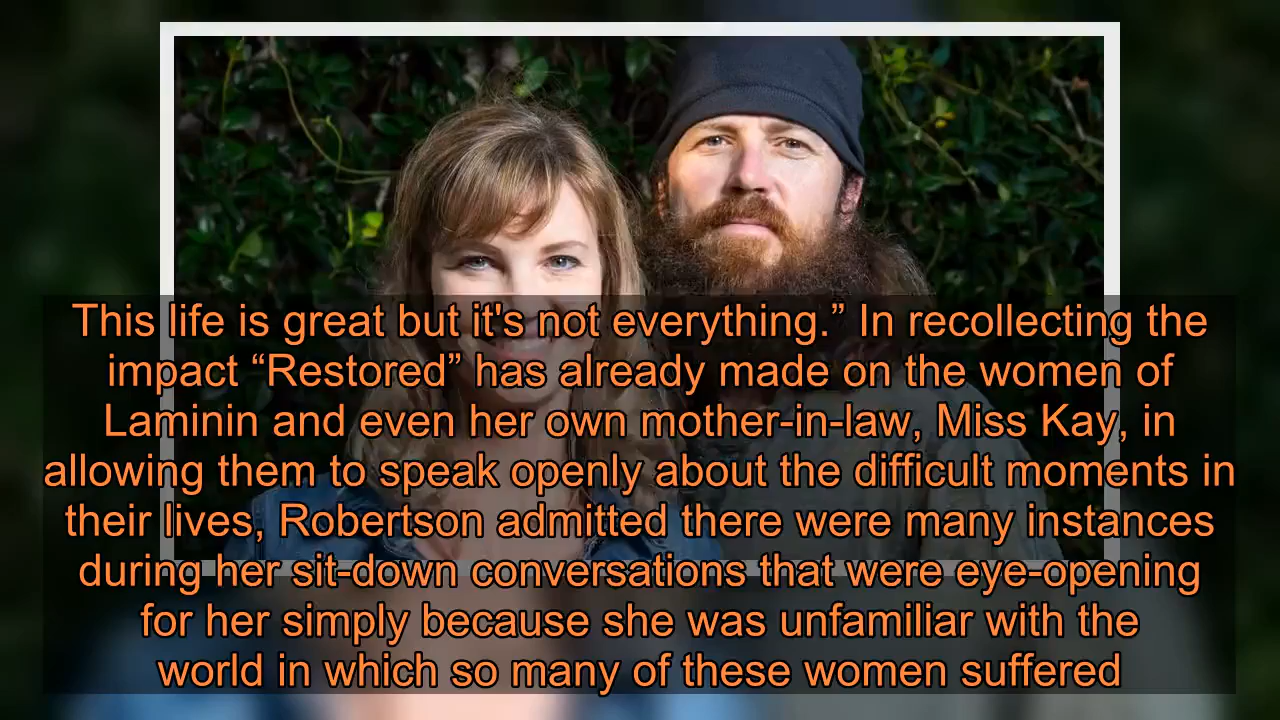 This life is great but it's not everything.” In recollecting the
impact “Restored” has already made on the women of
Laminin and even her own mother-in-law, Miss Kay, in
allowing them to speak openly about the difficult moments in
their lives, Robertson admitted there were many instances
during her sit-down conversations that were eye-opening
for her simply because she was unfamiliar with the
world in which so many of these women suffered